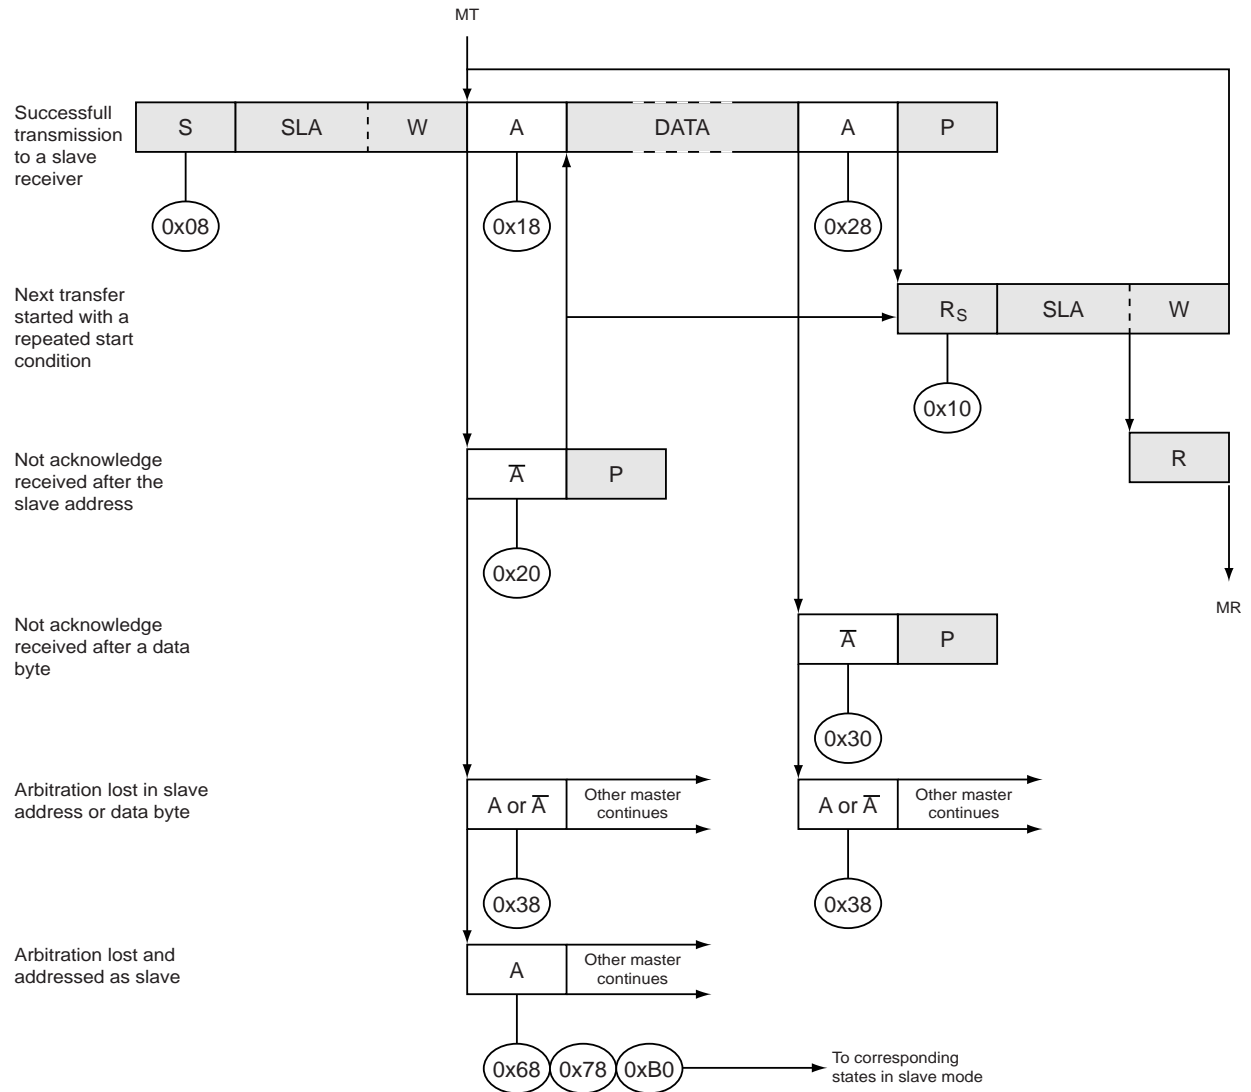 MT
Successfull
transmission
to a slave
receiver
S SLA W A DATA A P
0x08 0x18 0x28
Next transfer
started with a
repeated start
condition
RS SLA W
0x10
Not acknowledge
received after the
slave address
A̅ P
R
0x20
MR
Not acknowledge
received after a data
byte
A̅ P
0x30
Arbitration lost in slave
address or data byte
A or A̅
Other master
continues
A or A̅
Other master
continues
0x38 0x38
Arbitration lost and
addressed as slave
A
Other master
continues
0x68 0x78 0xB0
To corresponding
states in slave mode